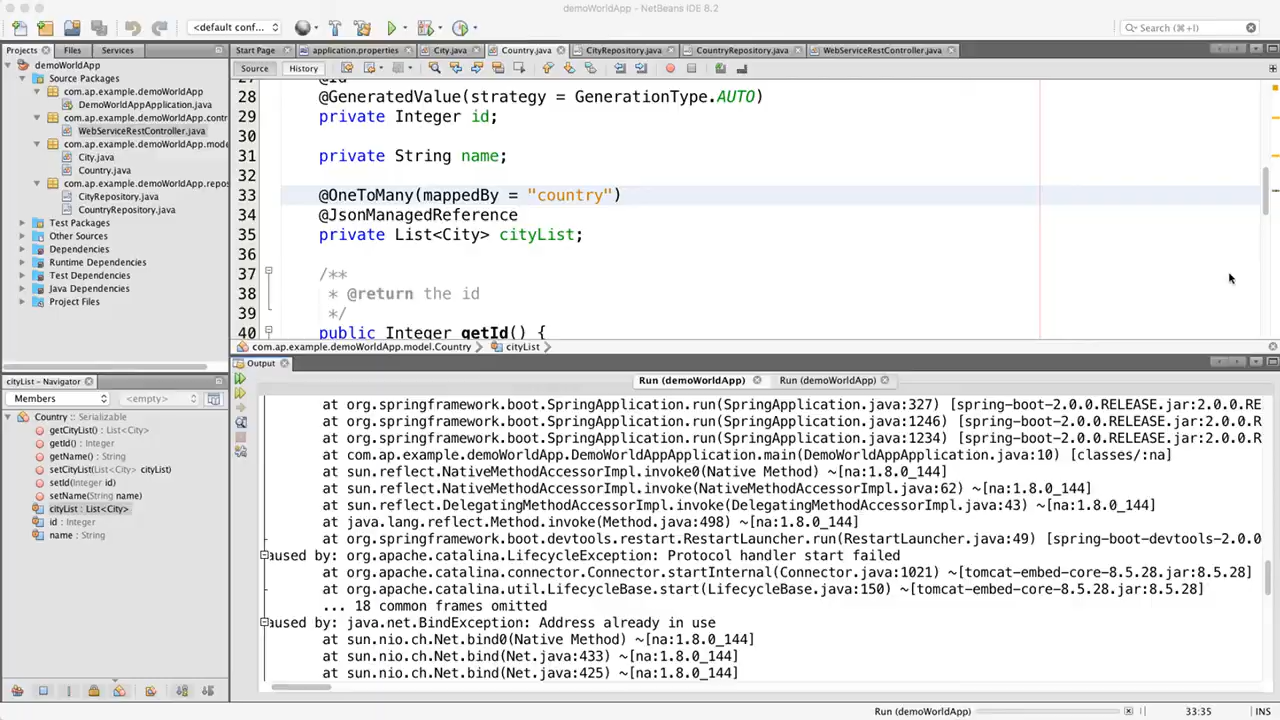 demoWorldApp - NetBeans IDE 8.2
<default conf...
Search (⌘+I)
Projects
Files
Services
Start Page
application.properties
City.java
Country.java
CityRepository.java
CountryRepository.java
WebServiceRestController.java
demoWorldApp
Source Packages
com.ap.example.demoWorldApp
DemoWorldAppApplication.java
com.ap.example.demoWorldApp.contr
WebServiceRestController.java
com.ap.example.demoWorldApp.mode
City.java
Country.java
com.ap.example.demoWorldApp.repos
CityRepository.java
CountryRepository.java
Test Packages
Other Sources
Dependencies
Runtime Dependencies
Test Dependencies
Java Dependencies
Project Files
Source
History
27 @Id
28 @GeneratedValue(strategy = GenerationType.AUTO)
29 private Integer id;
30
31 private String name;
32
33 @OneToMany(mappedBy = "country")
34 @JsonManagedReference
35 private List<City> cityList;
36
37 /**
38 * @return the id
39 */
40 public Integer getId() {
com.ap.example.demoWorldApp.model.Country
cityList
cityList - Navigator
Members
<empty>
Country :: Serializable
getCityList() : List<City>
getId() : Integer
getName() : String
setCityList(List<City> cityList)
setId(Integer id)
setName(String name)
cityList : List<City>
id : Integer
name : String
Output
Run (demoWorldApp)
Run (demoWorldApp)
at org.springframework.boot.SpringApplication.run(SpringApplication.java:327) [spring-boot-2.0.0.RELEASE.jar:2.0.0.RE
at org.springframework.boot.SpringApplication.run(SpringApplication.java:1246) [spring-boot-2.0.0.RELEASE.jar:2.0.0.R
at org.springframework.boot.SpringApplication.run(SpringApplication.java:1234) [spring-boot-2.0.0.RELEASE.jar:2.0.0.R
at com.ap.example.demoWorldApp.DemoWorldAppApplication.main(DemoWorldAppApplication.java:10) [classes/:na]
at sun.reflect.NativeMethodAccessorImpl.invoke0(Native Method) ~[na:1.8.0_144]
at sun.reflect.NativeMethodAccessorImpl.invoke(NativeMethodAccessorImpl.java:62) ~[na:1.8.0_144]
at sun.reflect.DelegatingMethodAccessorImpl.invoke(DelegatingMethodAccessorImpl.java:43) ~[na:1.8.0_144]
at java.lang.reflect.Method.invoke(Method.java:498) ~[na:1.8.0_144]
at org.springframework.boot.devtools.restart.RestartLauncher.run(RestartLauncher.java:49) [spring-boot-devtools-2.0.0
aused by: org.apache.catalina.LifecycleException: Protocol handler start failed
at org.apache.catalina.connector.Connector.startInternal(Connector.java:1021) ~[tomcat-embed-core-8.5.28.jar:8.5.28]
at org.apache.catalina.util.LifecycleBase.start(LifecycleBase.java:150) ~[tomcat-embed-core-8.5.28.jar:8.5.28]
... 18 common frames omitted
aused by: java.net.BindException: Address already in use
at sun.nio.ch.Net.bind0(Native Method) ~[na:1.8.0_144]
at sun.nio.ch.Net.bind(Net.java:433) ~[na:1.8.0_144]
at sun.nio.ch.Net.bind(Net.java:425) ~[na:1.8.0_144]
Run (demoWorldApp)
33:35
INS